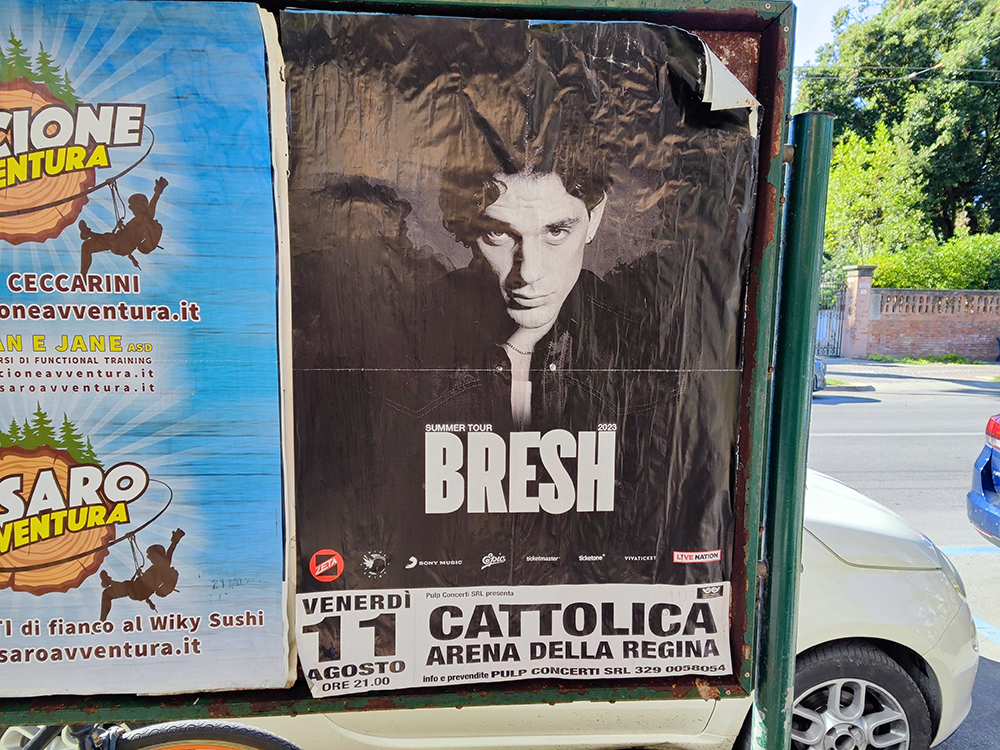 CIONE
VENTURA
CECCARINI
ioneavventura.it
AN E JANE ASD
RSI DI FUNCTIONAL TRAINING
cioneavventura.it
saroavventura.it
SARO
VVENTURA
TI di fianco al Wiky Sushi
saroavventura.it
SUMMER TOUR 2023
BRESH
ZETA
SONY MUSIC
Epic
ticketmaster
ticketone
VIVATICKET
LIVE NATION
VENERDÌ
11
AGOSTO
ORE 21.00
Pulp Concerti SRL presenta
CATTOLICA
ARENA DELLA REGINA
info e prevendite PULP CONCERTI SRL 329 0058054